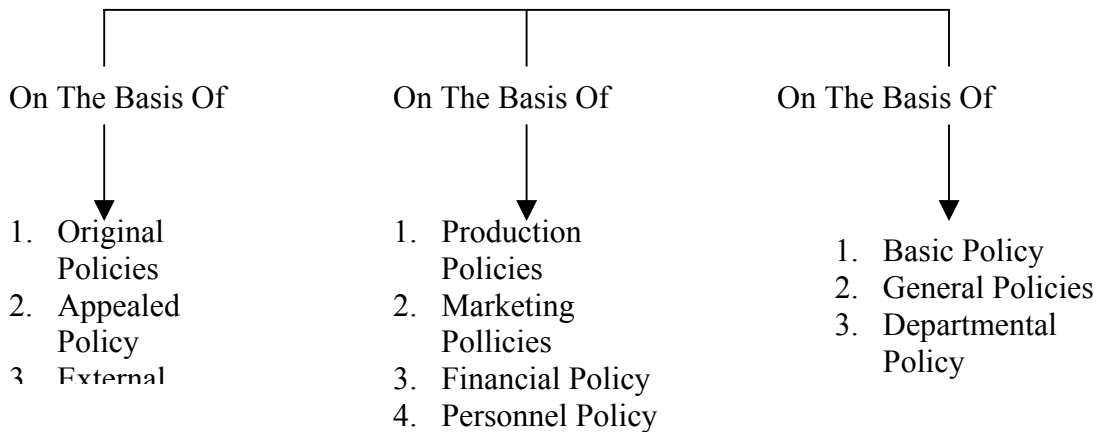 On The Basis Of
On The Basis Of
On The Basis Of
1. Original
Policies
2. Appealed
Policy
3. External
1. Production
Policies
2. Marketing
Pollicies
3. Financial Policy
4. Personnel Policy
1. Basic Policy
2. General Policies
3. Departmental
Policy